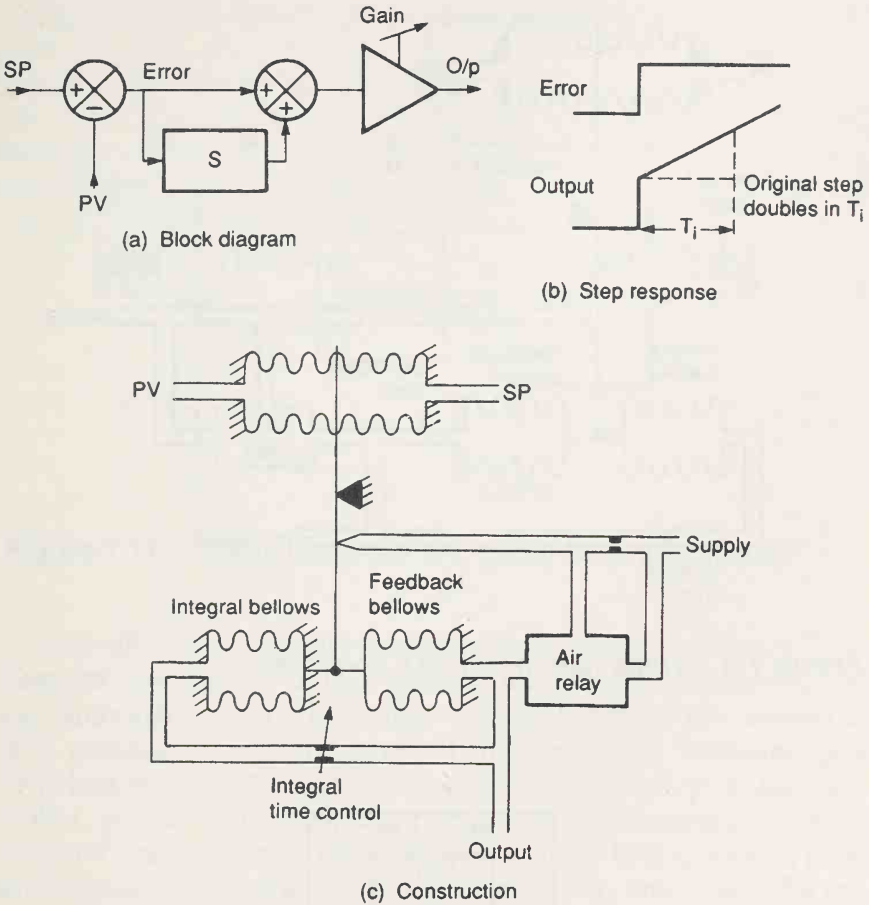 Gain
SP
Error
O/p
+
−
+
+
S
PV
(a) Block diagram
Error
Output
Original step
doubles in Ti
Ti
(b) Step response
PV
SP
Supply
Integral bellows
Feedback
bellows
Air
relay
Integral
time control
Output
(c) Construction